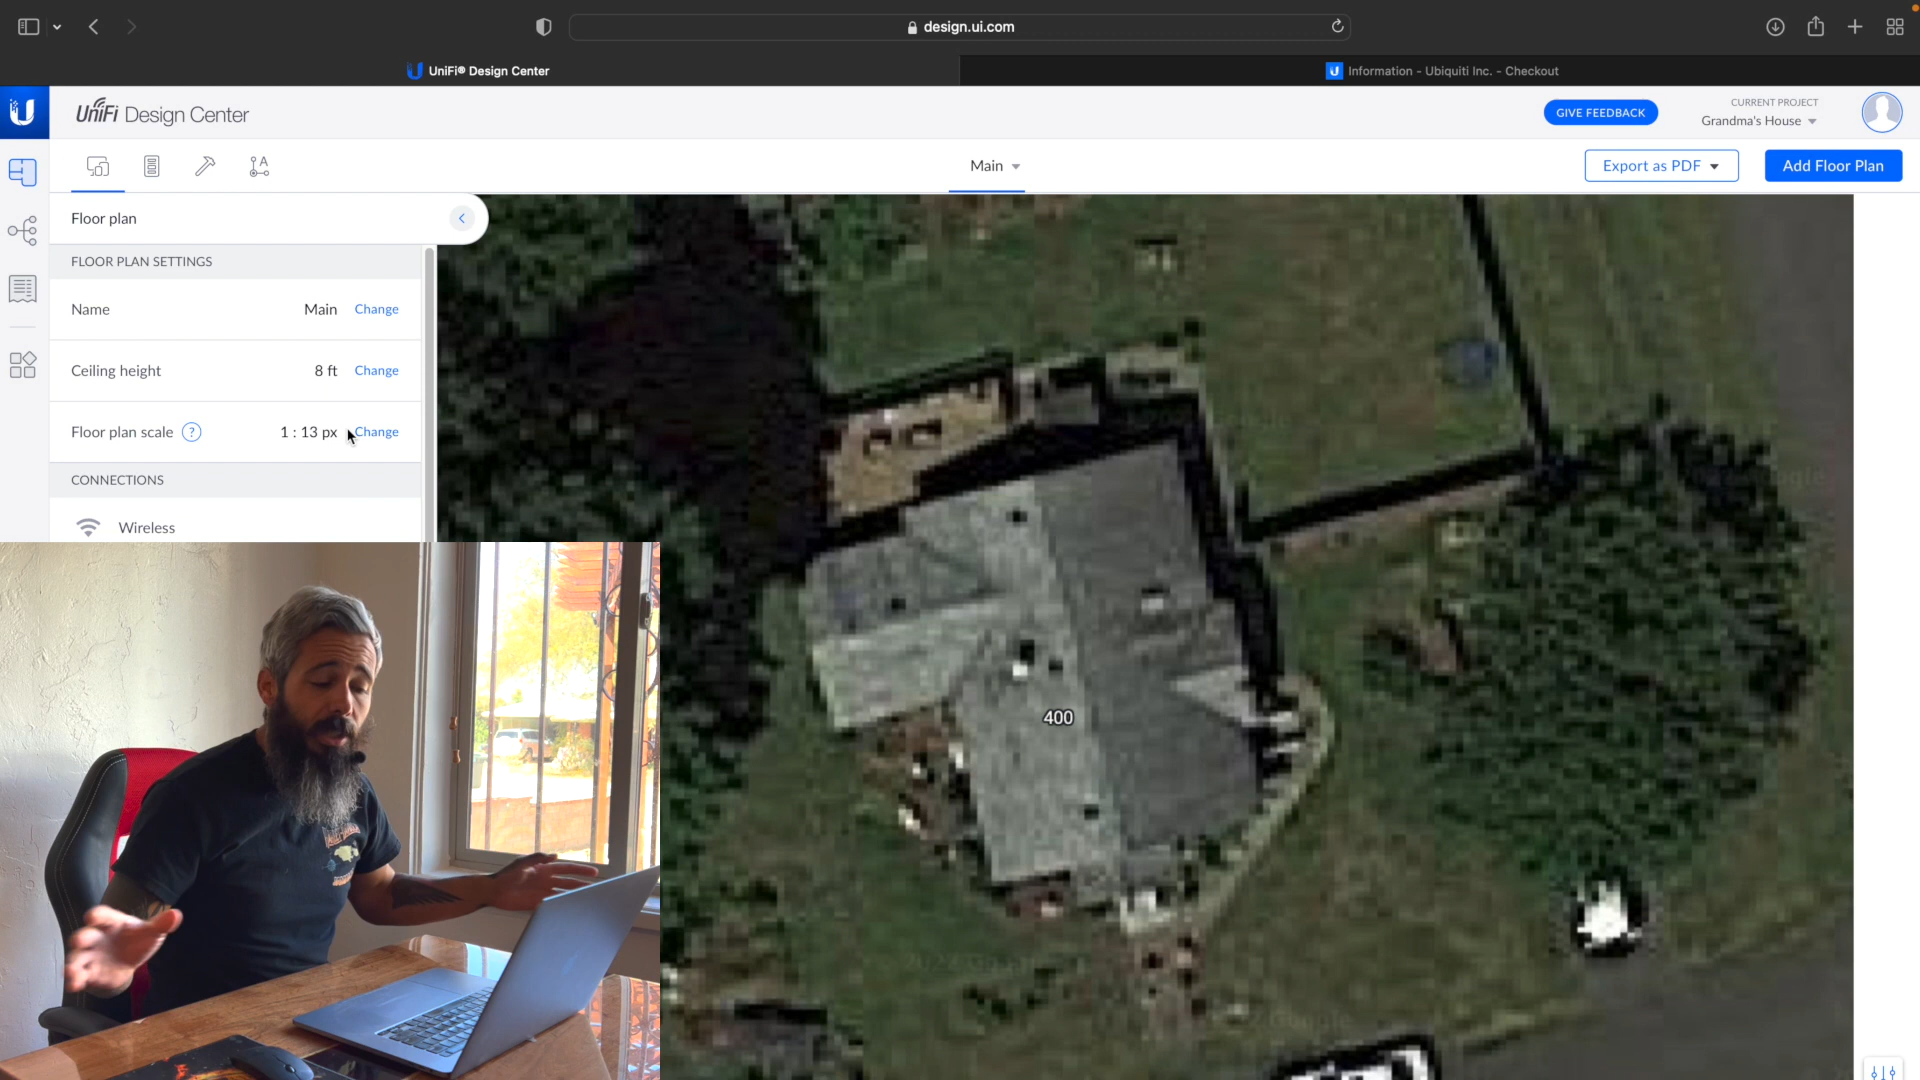 design.ui.com
UniFi® Design Center
Information - Ubiquiti Inc. - Checkout
UniFi Design Center
GIVE FEEDBACK
CURRENT PROJECT
Grandma's House
Main
Export as PDF
Add Floor Plan
Floor plan
FLOOR PLAN SETTINGS
Name Main Change
Ceiling height 8 ft Change
Floor plan scale ? 1 : 13 px Change
CONNECTIONS
Wireless
400